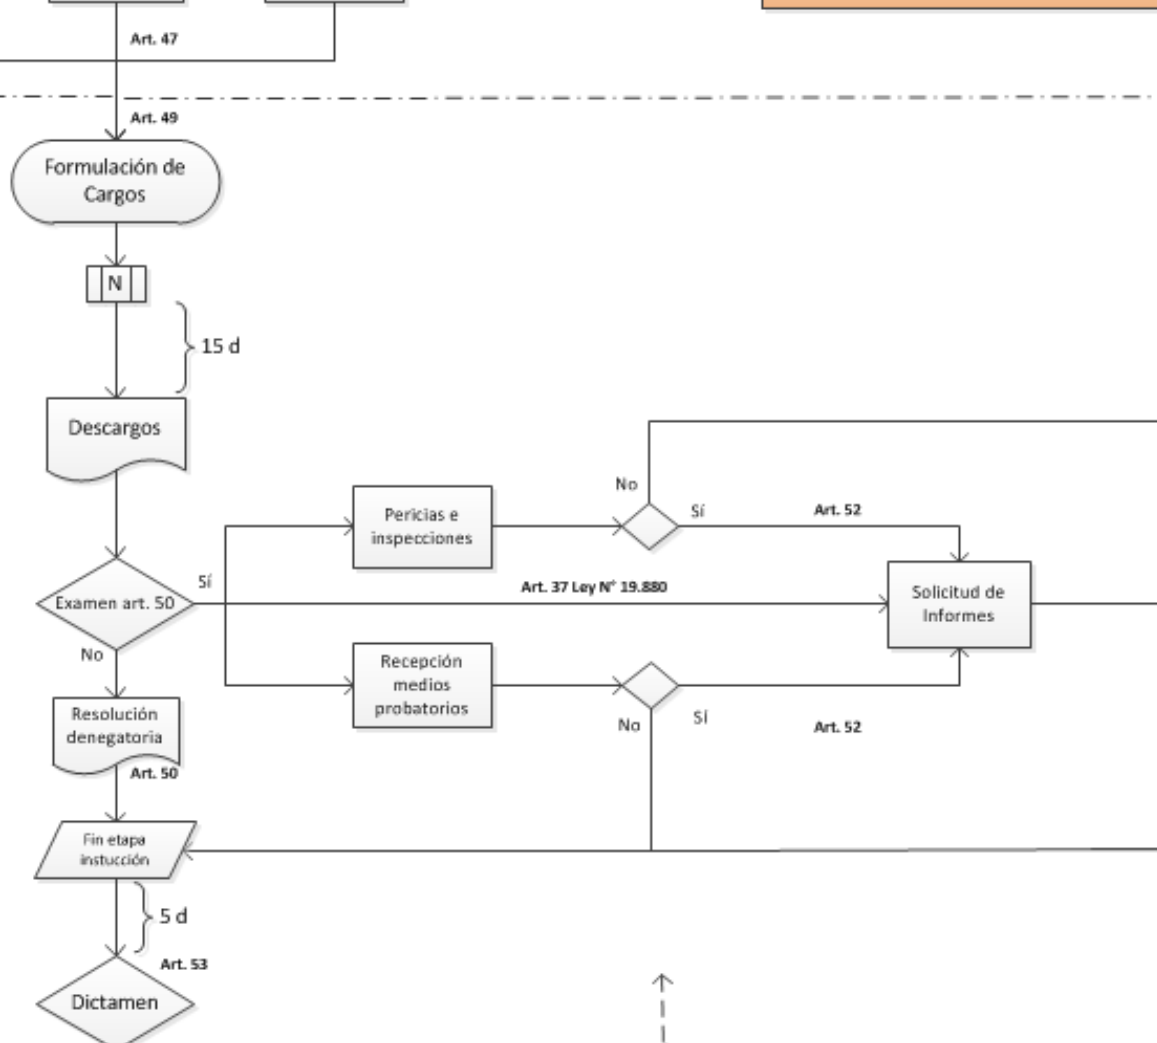 Art. 47
Art. 49
Formulación de
Cargos
N
15 d
Descargos
No
Sí
Art. 52
Pericias e
inspecciones
Sí
Art. 37 Ley N° 19.880
Examen art. 50
Solicitud de
Informes
No
Recepción
medios
probatorios
Sí
No
Art. 52
Resolución
denegatoria
Art. 50
Fin etapa
instucción
5 d
Art. 53
Dictamen